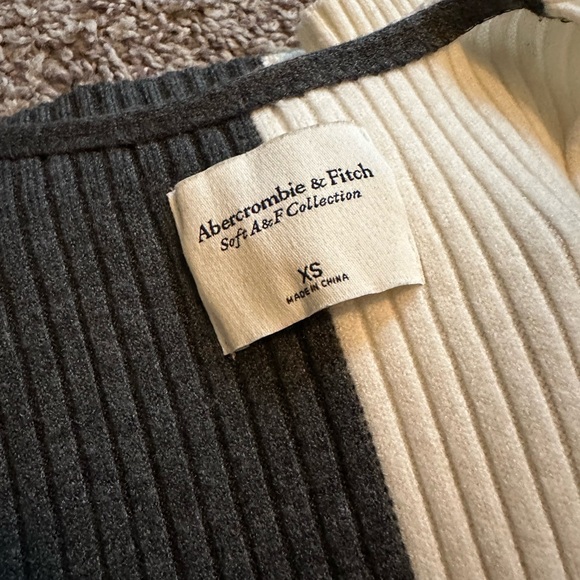 Abercrombie & Fitch
Soft A&F Collection
XS
MADE IN CHINA